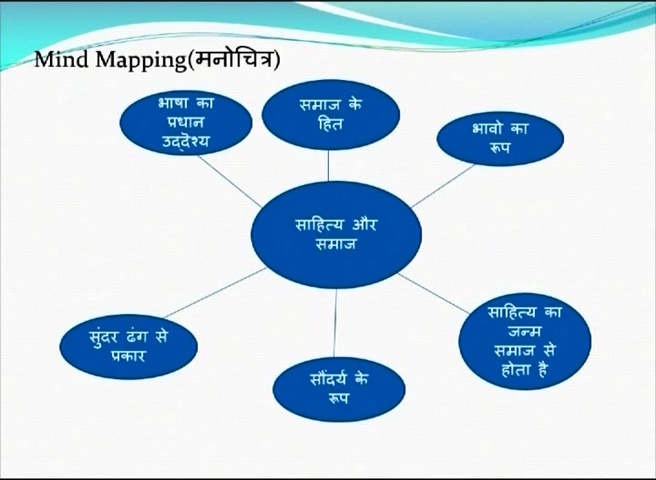 Mind Mapping(मनोचित्र)
भाषा का
प्रधान
उद्देश्य
समाज के
हित
भावो का
रूप
साहित्य और
समाज
सुंदर ढंग से
प्रकार
सौंदर्य के
रूप
साहित्य का
जन्म
समाज से
होता है